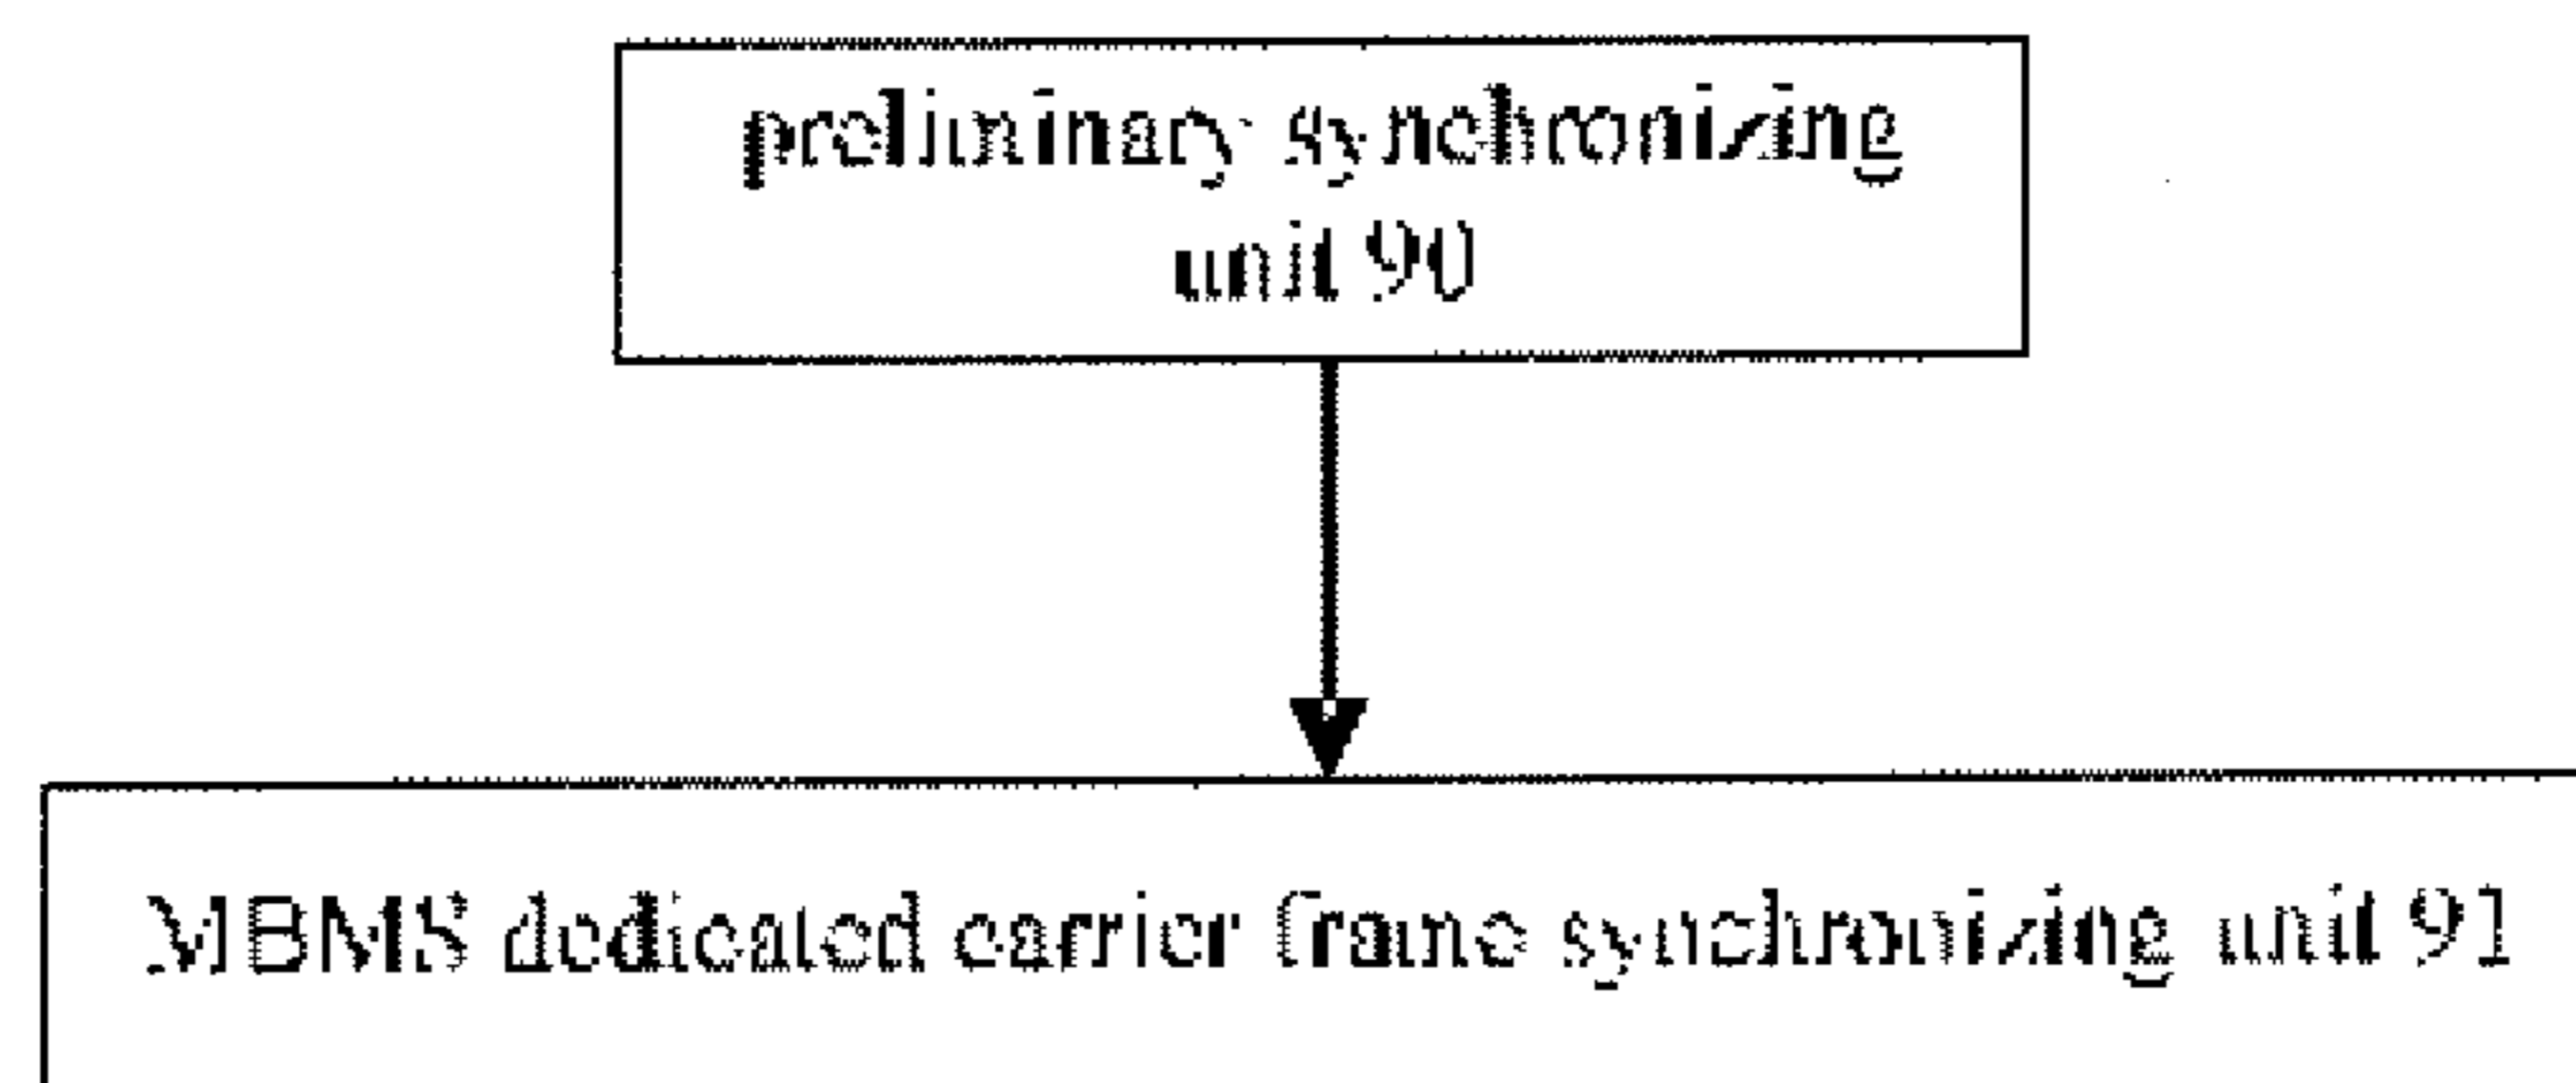 preliminary synchronizing
unit 90
MBMS dedicated carrier frame synchronizing unit 91